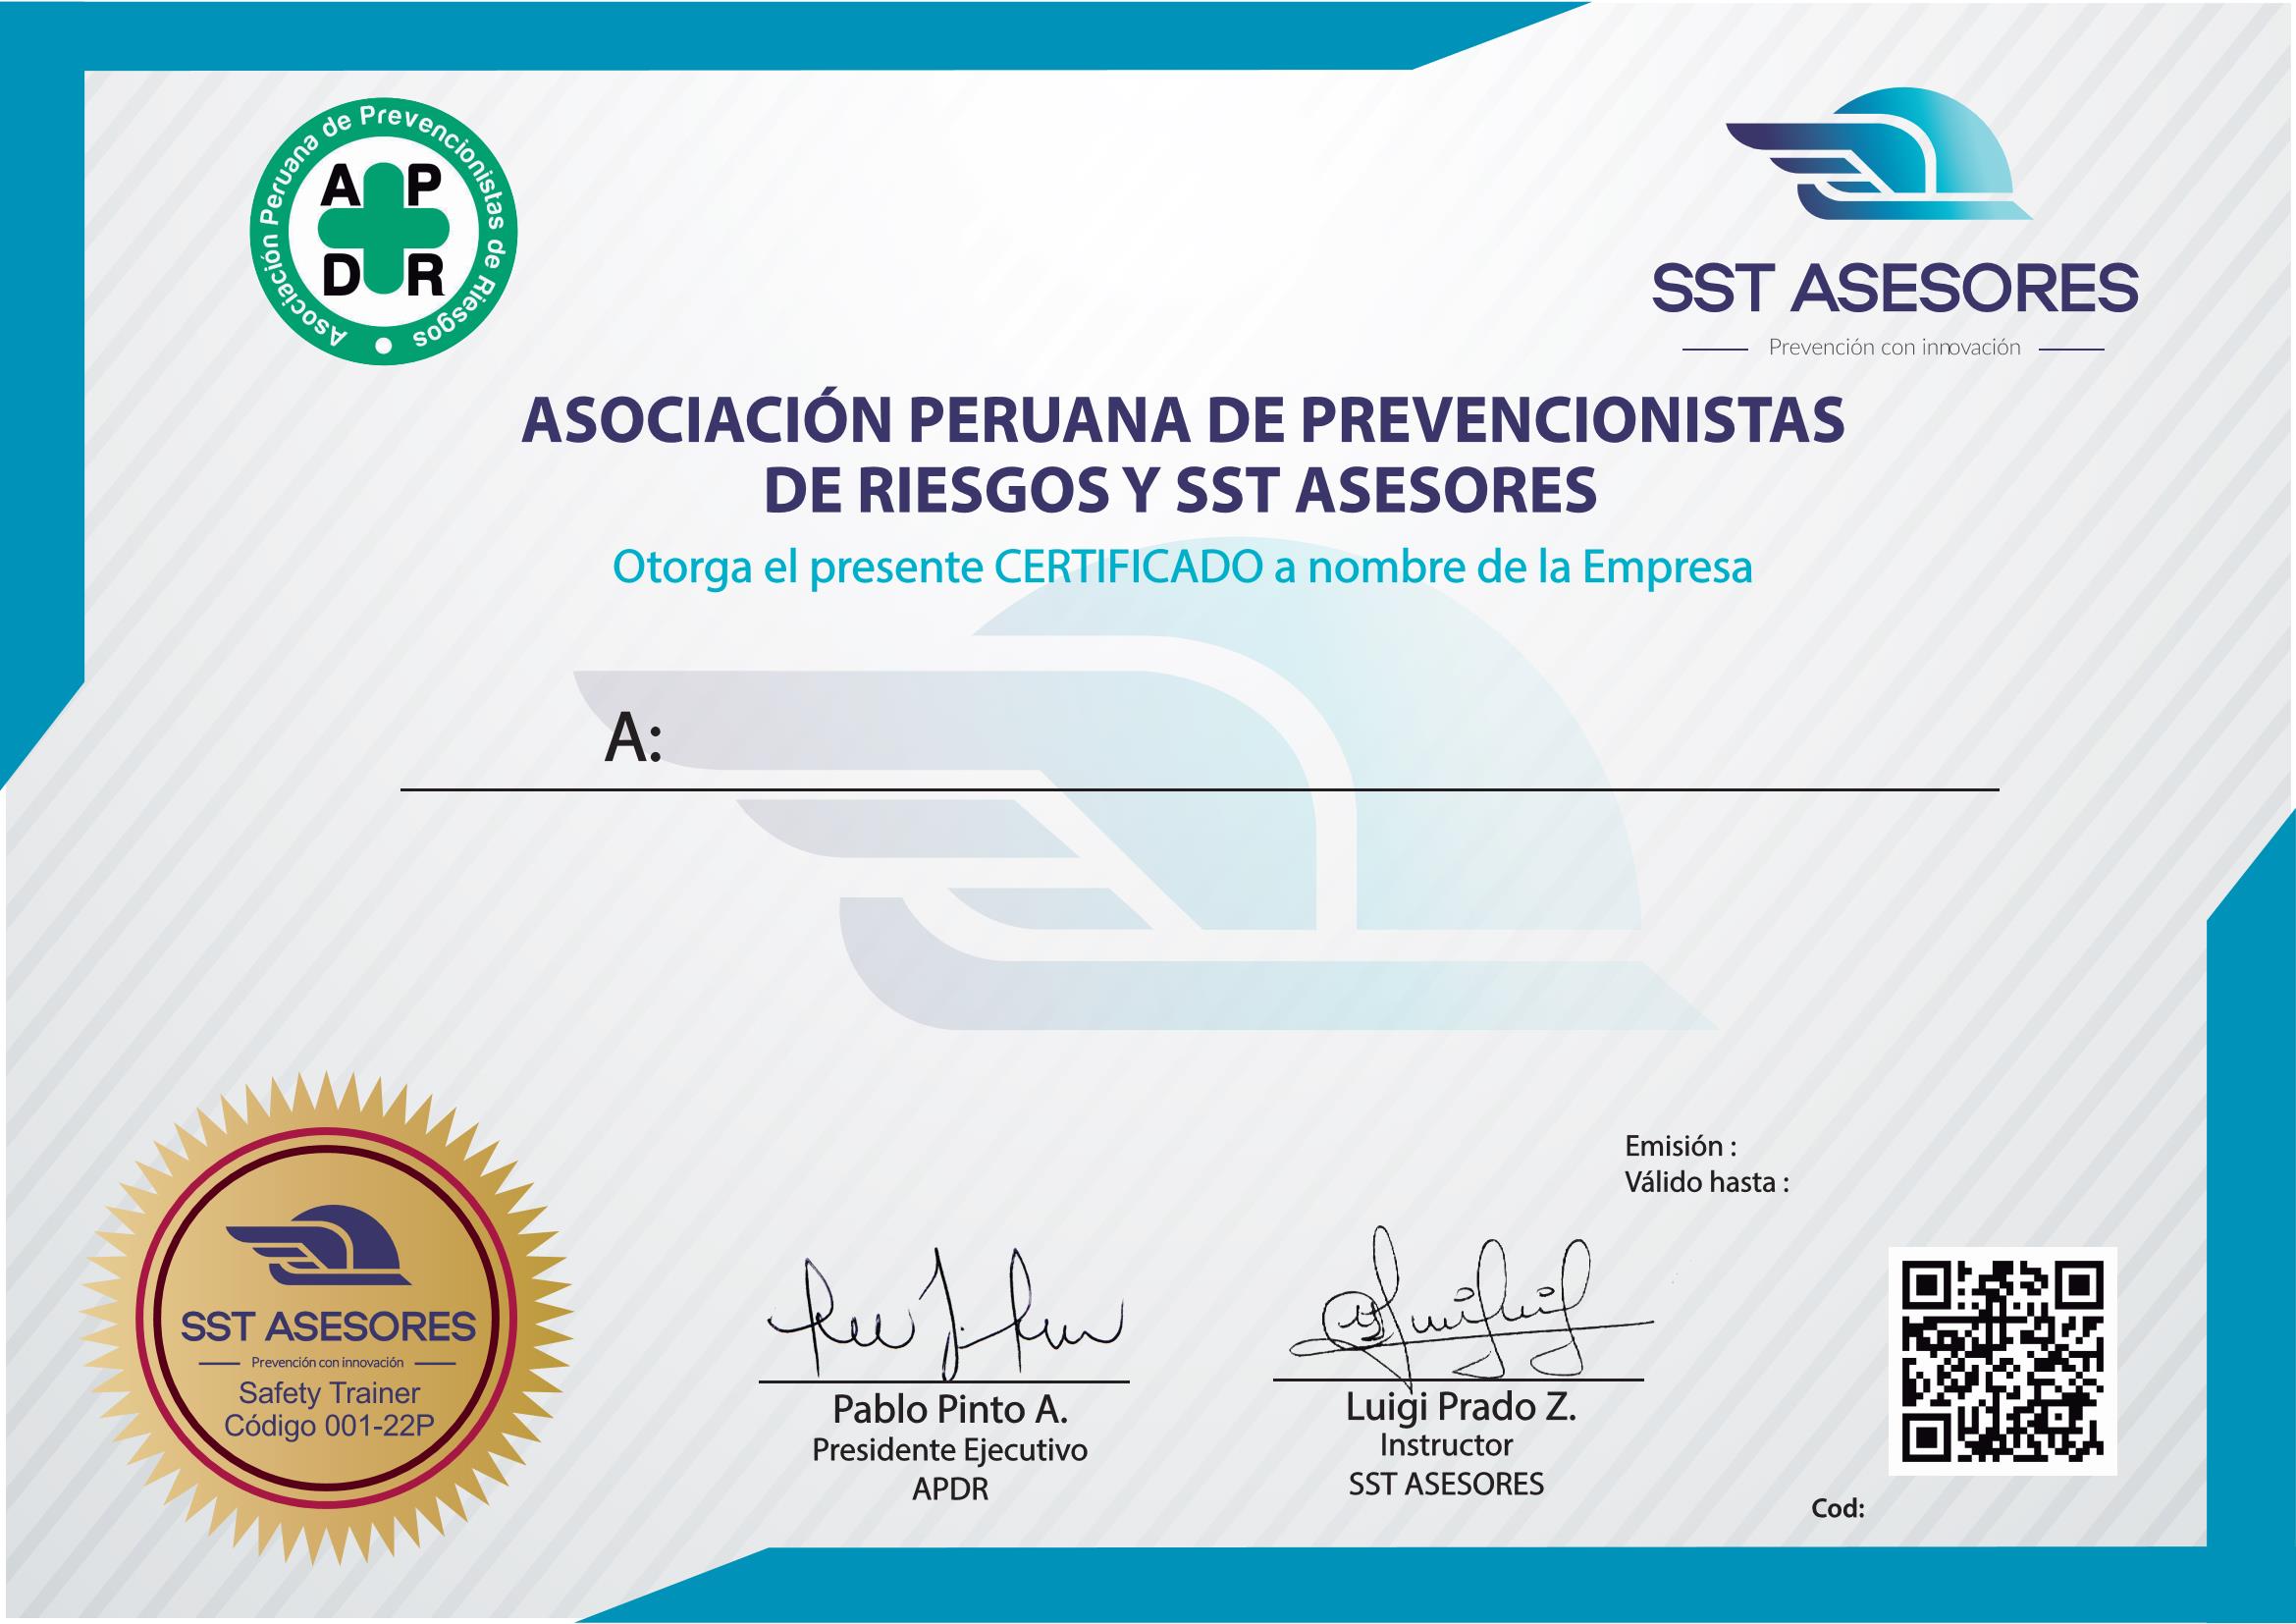 Asociación Peruana de Prevencionistas de Riesgos
A P
D R
SST ASESORES
Prevención con innovación
ASOCIACIÓN PERUANA DE PREVENCIONISTAS
DE RIESGOS Y SST ASESORES
Otorga el presente CERTIFICADO a nombre de la Empresa
A:
Emisión :
Válido hasta :
SST ASESORES
Prevención con innovación
Safety Trainer
Código 001-22P
Pablo Pinto A.
Presidente Ejecutivo
APDR
Luigi Prado Z.
Instructor
SST ASESORES
Cod: